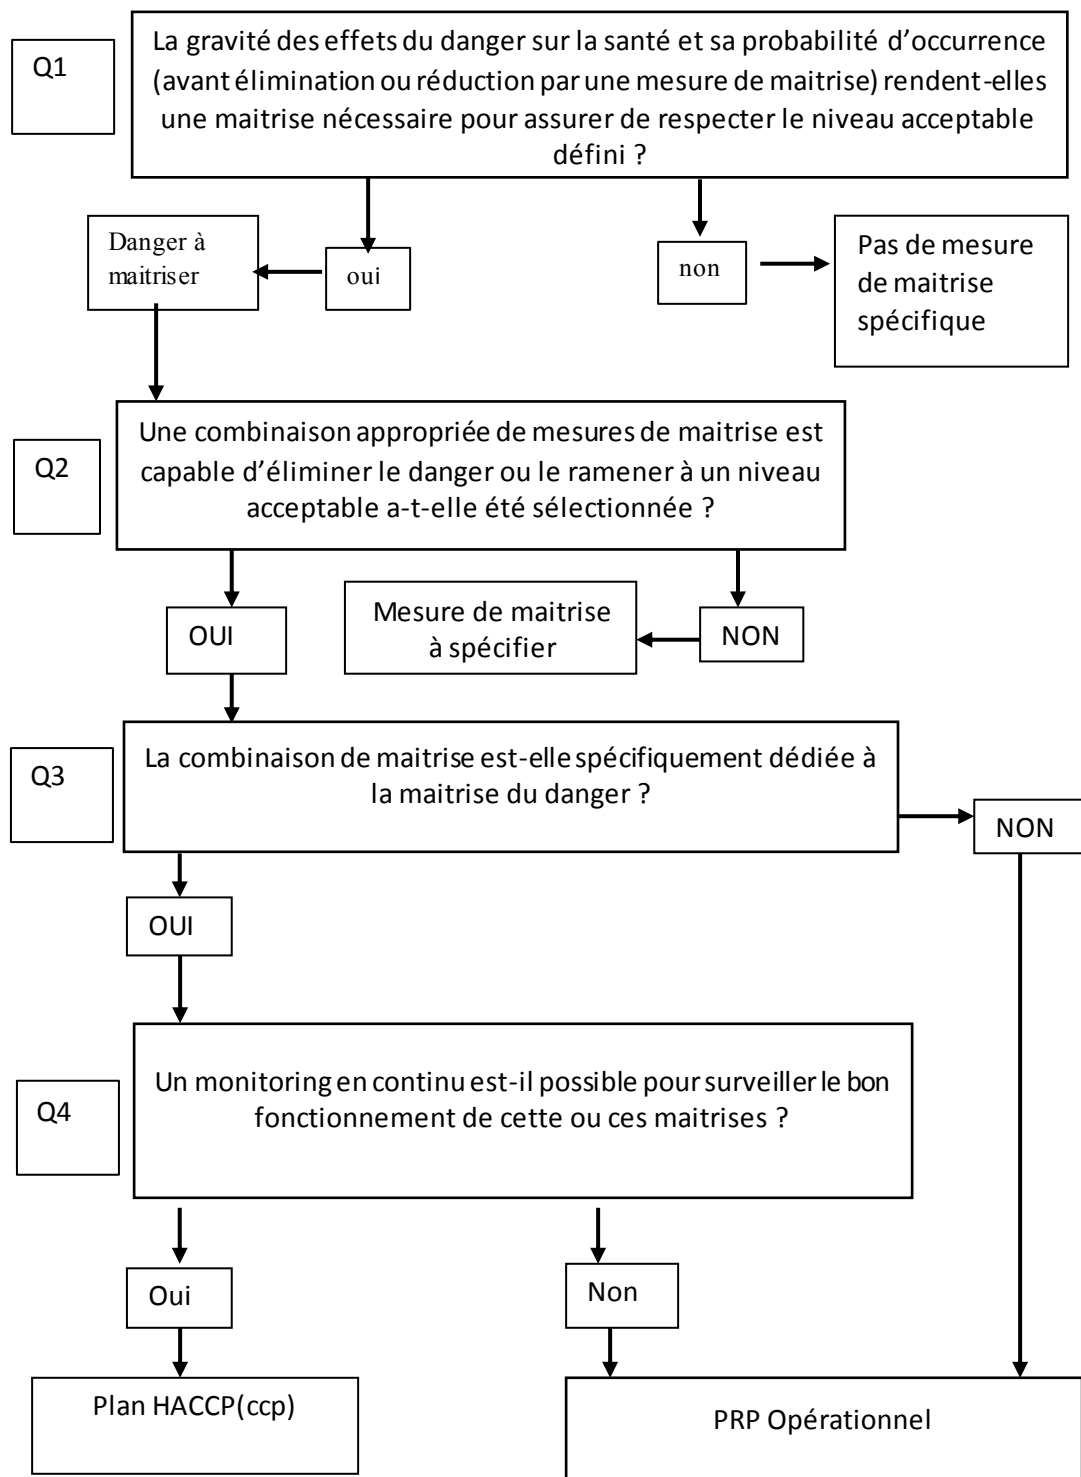 Q1
La gravité des effets du danger sur la santé et sa probabilité d’occurrence
(avant élimination ou réduction par une mesure de maitrise) rendent-elles
une maitrise nécessaire pour assurer de respecter le niveau acceptable
défini ?
Danger à
maitriser
oui
non
Pas de mesure
de maitrise
spécifique
Q2
Une combinaison appropriée de mesures de maitrise est
capable d’éliminer le danger ou le ramener à un niveau
acceptable a-t-elle été sélectionnée ?
OUI
Mesure de maitrise
à spécifier
NON
Q3
La combinaison de maitrise est-elle spécifiquement dédiée à
la maitrise du danger ?
NON
OUI
Q4
Un monitoring en continu est-il possible pour surveiller le bon
fonctionnement de cette ou ces maitrises ?
Oui
Non
Plan HACCP(ccp)
PRP Opérationnel